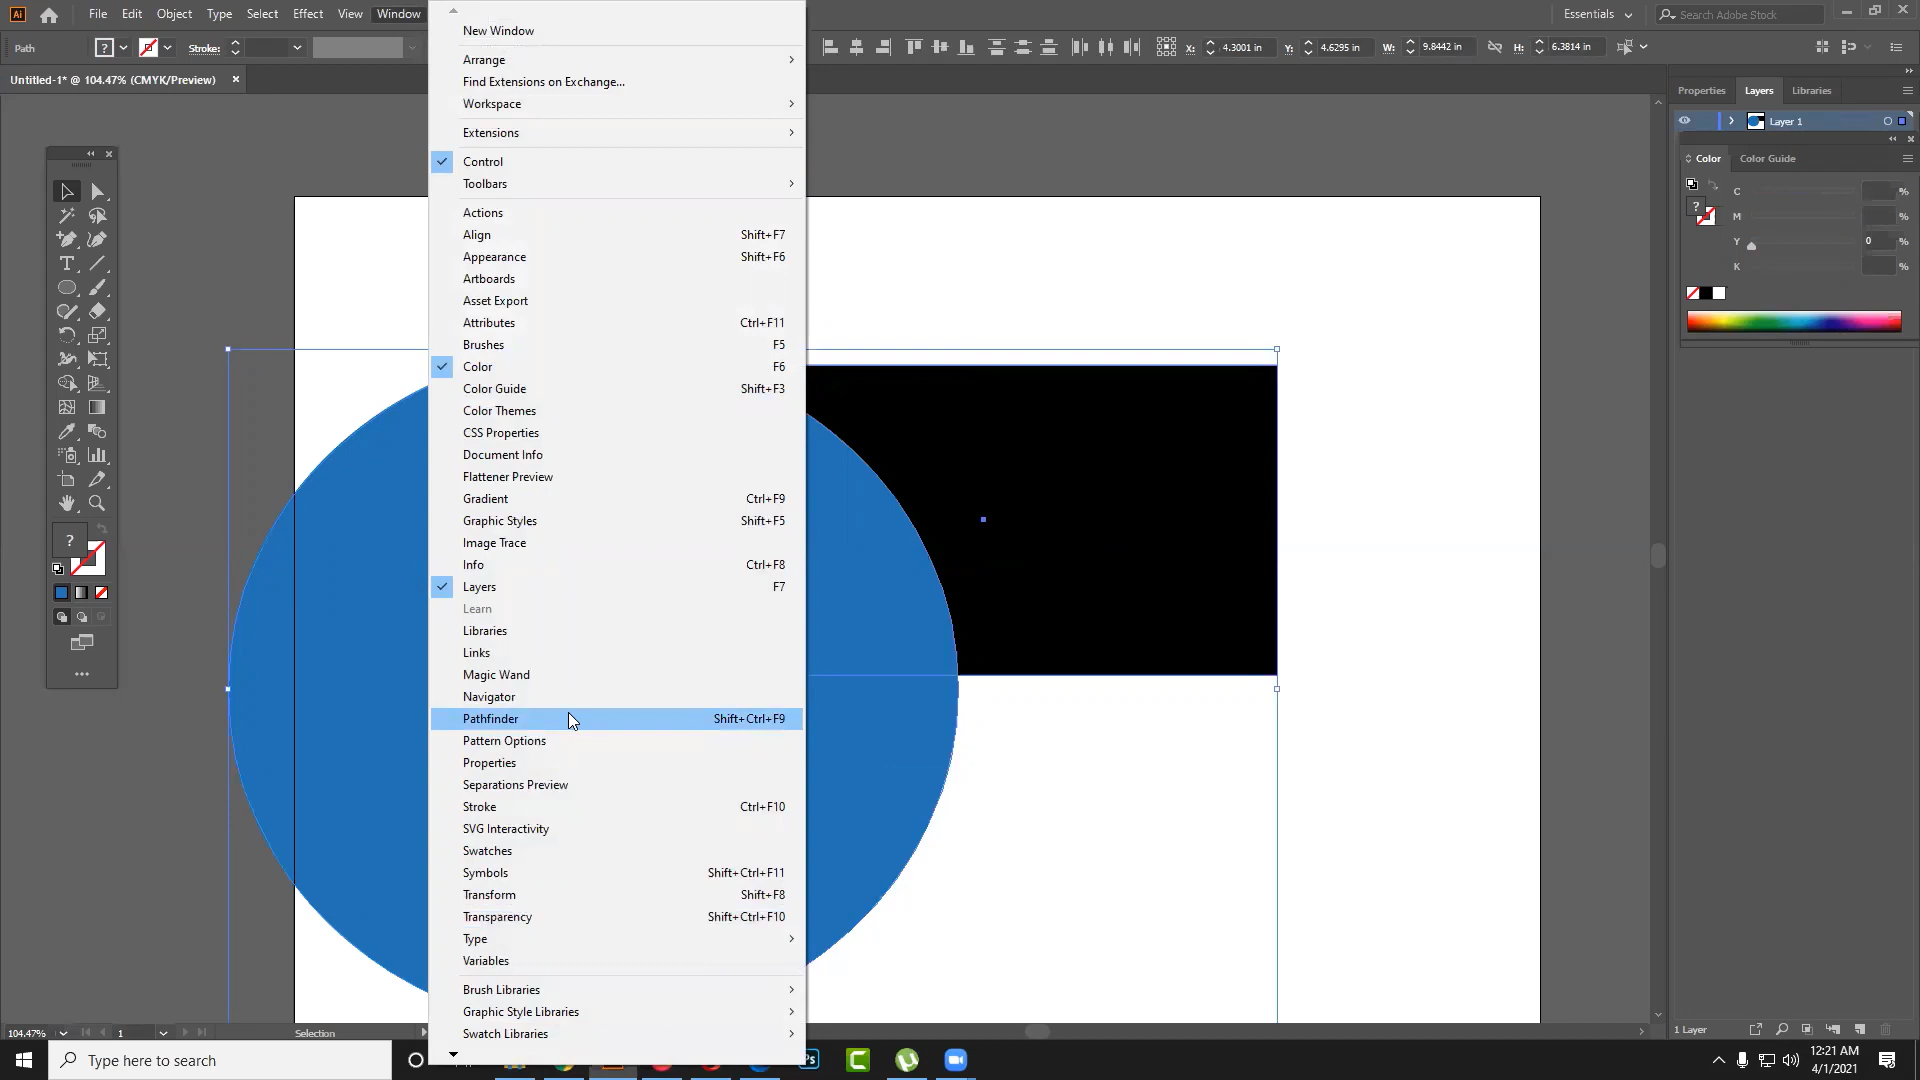 Ai File Edit Object Type Select Effect View Window Essentials Search Adobe Stock
Path ? Stroke: X: 4.3001 in Y: 4.6295 in W: 9.8442 in H: 6.3814 in
Untitled-1* @ 104.47% (CMYK/Preview) ×
New Window
Arrange
Find Extensions on Exchange...
Workspace
Extensions
Control
Toolbars
Actions
Align Shift+F7
Appearance Shift+F6
Artboards
Asset Export
Attributes Ctrl+F11
Brushes F5
Color F6
Color Guide Shift+F3
Color Themes
CSS Properties
Document Info
Flattener Preview
Gradient Ctrl+F9
Graphic Styles Shift+F5
Image Trace
Info Ctrl+F8
Layers F7
Learn
Libraries
Links
Magic Wand
Navigator
Pathfinder Shift+Ctrl+F9
Pattern Options
Properties
Separations Preview
Stroke Ctrl+F10
SVG Interactivity
Swatches
Symbols Shift+Ctrl+F11
Transform Shift+F8
Transparency Shift+Ctrl+F10
Type
Variables
Brush Libraries
Graphic Style Libraries
Swatch Libraries
Properties Layers Libraries
Layer 1
Color Color Guide
C %
? M %
Y 0 %
K %
?
104.47% 1 Selection
1 Layer
Type here to search
Ps
C
12:21 AM
4/1/2021